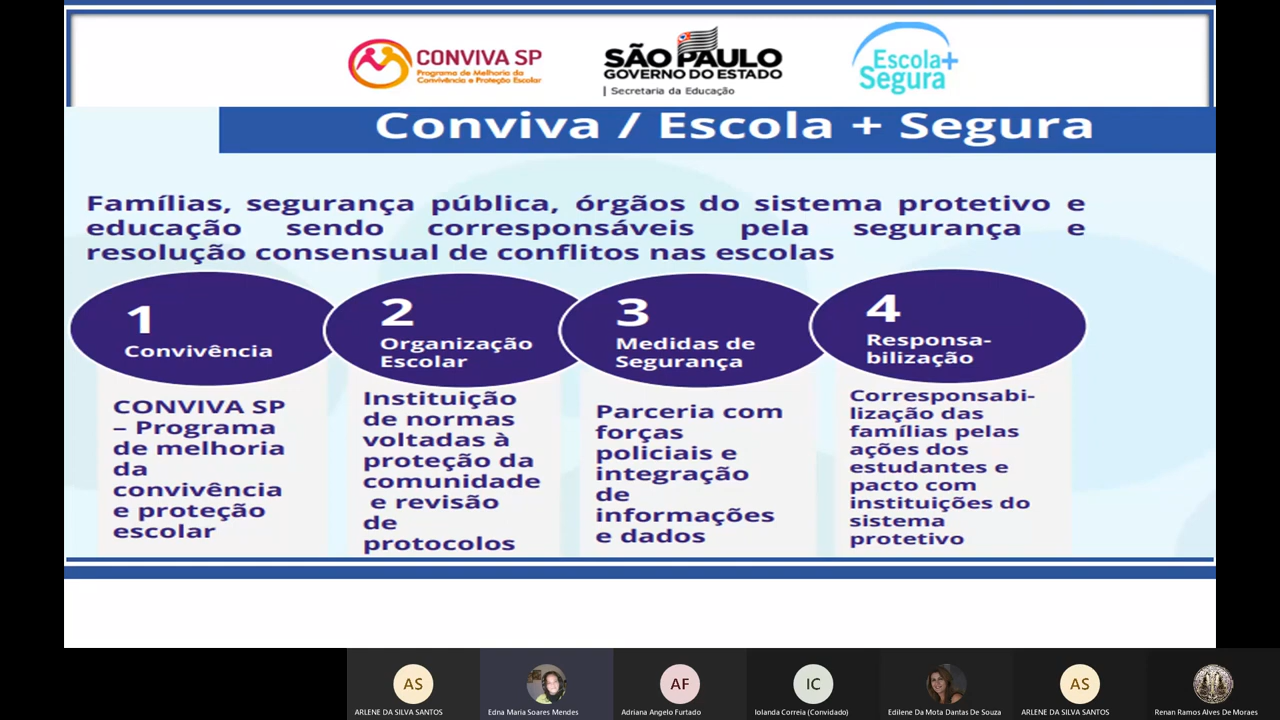 CONVIVA SP
Programa de Melhoria da
Convivência e Proteção Escolar
SÃO PAULO
GOVERNO DO ESTADO
| Secretaria da Educação
Escola+
Segura
Conviva / Escola + Segura
Famílias, segurança pública, órgãos do sistema protetivo e
educação sendo corresponsáveis pela segurança e
resolução consensual de conflitos nas escolas
1
Convivência
CONVIVA SP
– Programa
de melhoria
da
convivência
e proteção
escolar
2
Organização
Escolar
Instituição
de normas
voltadas à
proteção da
comunidade
e revisão
de
protocolos
3
Medidas de
Segurança
Parceria com
forças
policiais e
integração
de
informações
e dados
4
Responsa-
bilização
Corresponsabi-
lização das
famílias pelas
ações dos
estudantes e
pacto com
instituições do
sistema
protetivo
AS
ARLENE DA SILVA SANTOS
Edna Maria Soares Mendes
AF
Adriana Angelo Furtado
IC
Iolanda Correia (Convidado)
Edilene Da Mota Dantas De Souza
AS
ARLENE DA SILVA SANTOS
Renan Ramos Alves De Moraes